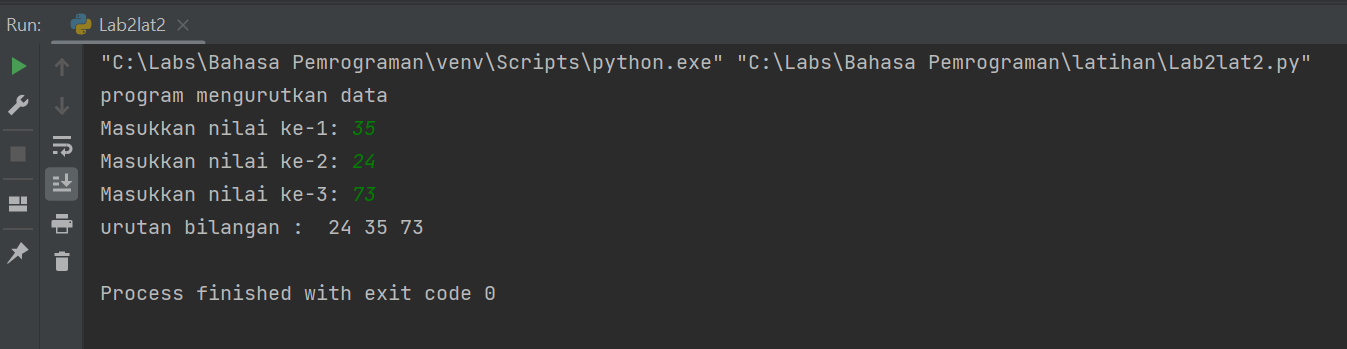 Run: Lab2lat2
"C:\Labs\Bahasa Pemrograman\venv\Scripts\python.exe" "C:\Labs\Bahasa Pemrograman\latihan\Lab2lat2.py"
program mengurutkan data
Masukkan nilai ke-1: 35
Masukkan nilai ke-2: 24
Masukkan nilai ke-3: 73
urutan bilangan :  24 35 73
Process finished with exit code 0